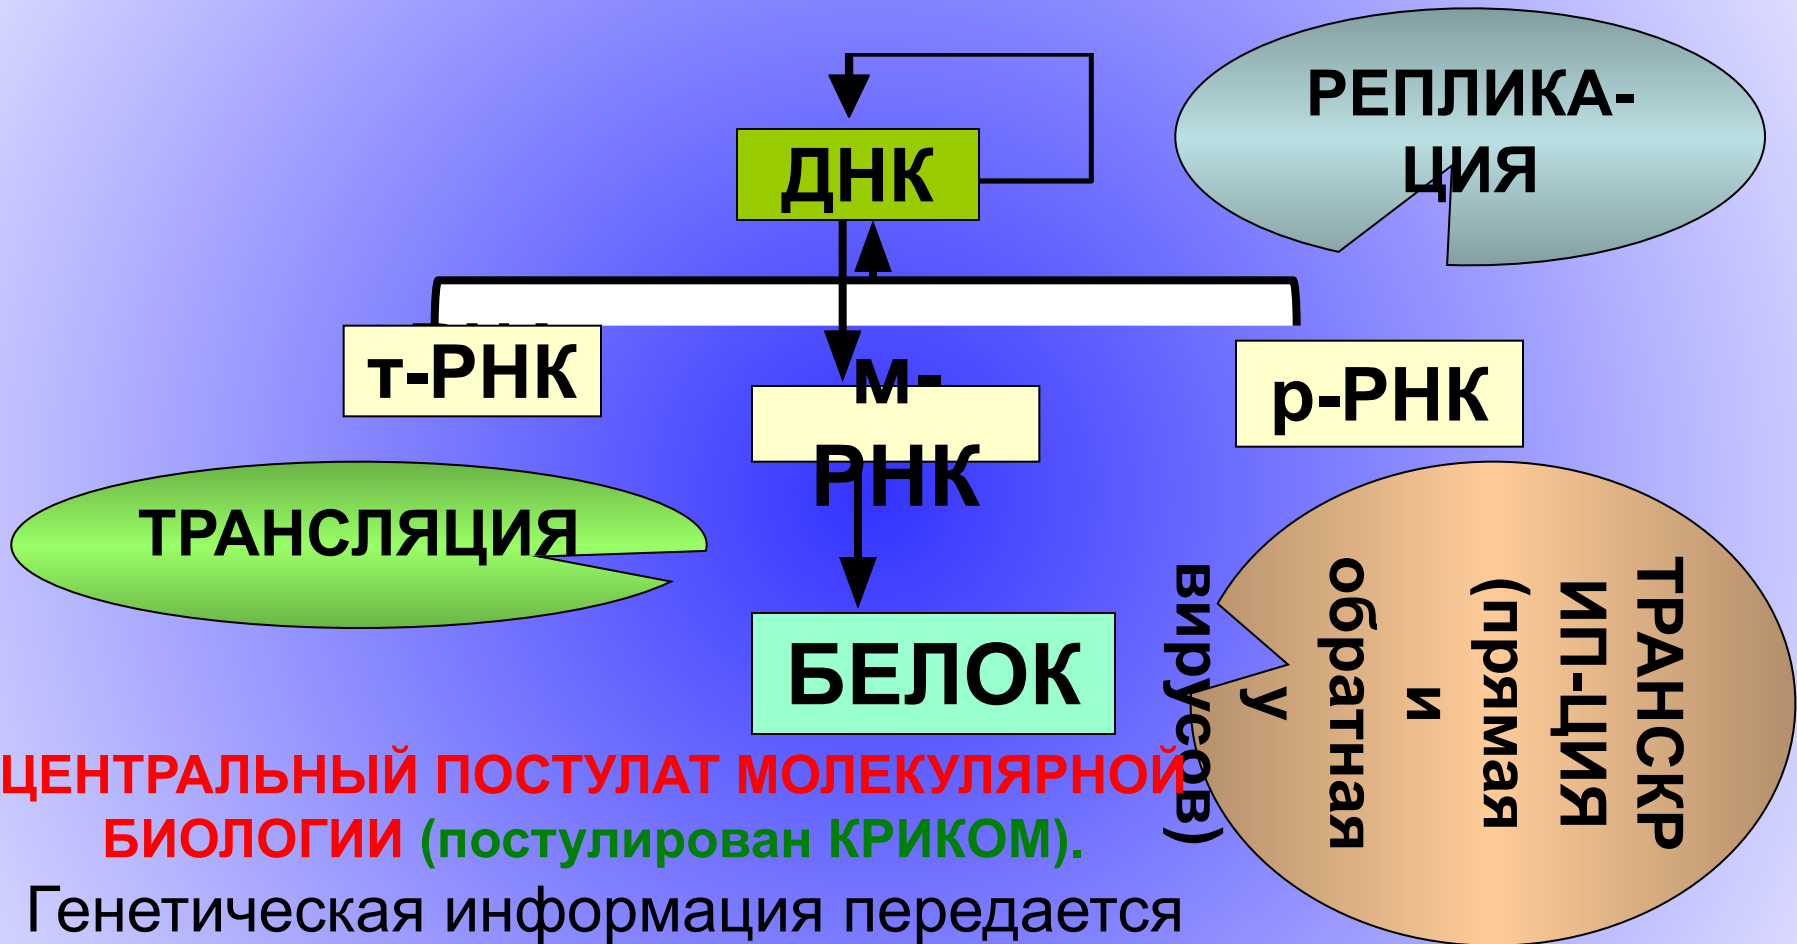 РЕПЛИКА-
ЦИЯ
ДНК
т-РНК
м-
РНК
р-РНК
ТРАНСЛЯЦИЯ
БЕЛОК
ТРАНСКР
ИП-ЦИЯ
(прямая
и
обратная
у
вирусов)
ЦЕНТРАЛЬНЫЙ ПОСТУЛАТ МОЛЕКУЛЯРНОЙ
БИОЛОГИИ (постулирован КРИКОМ).
Генетическая информация передается